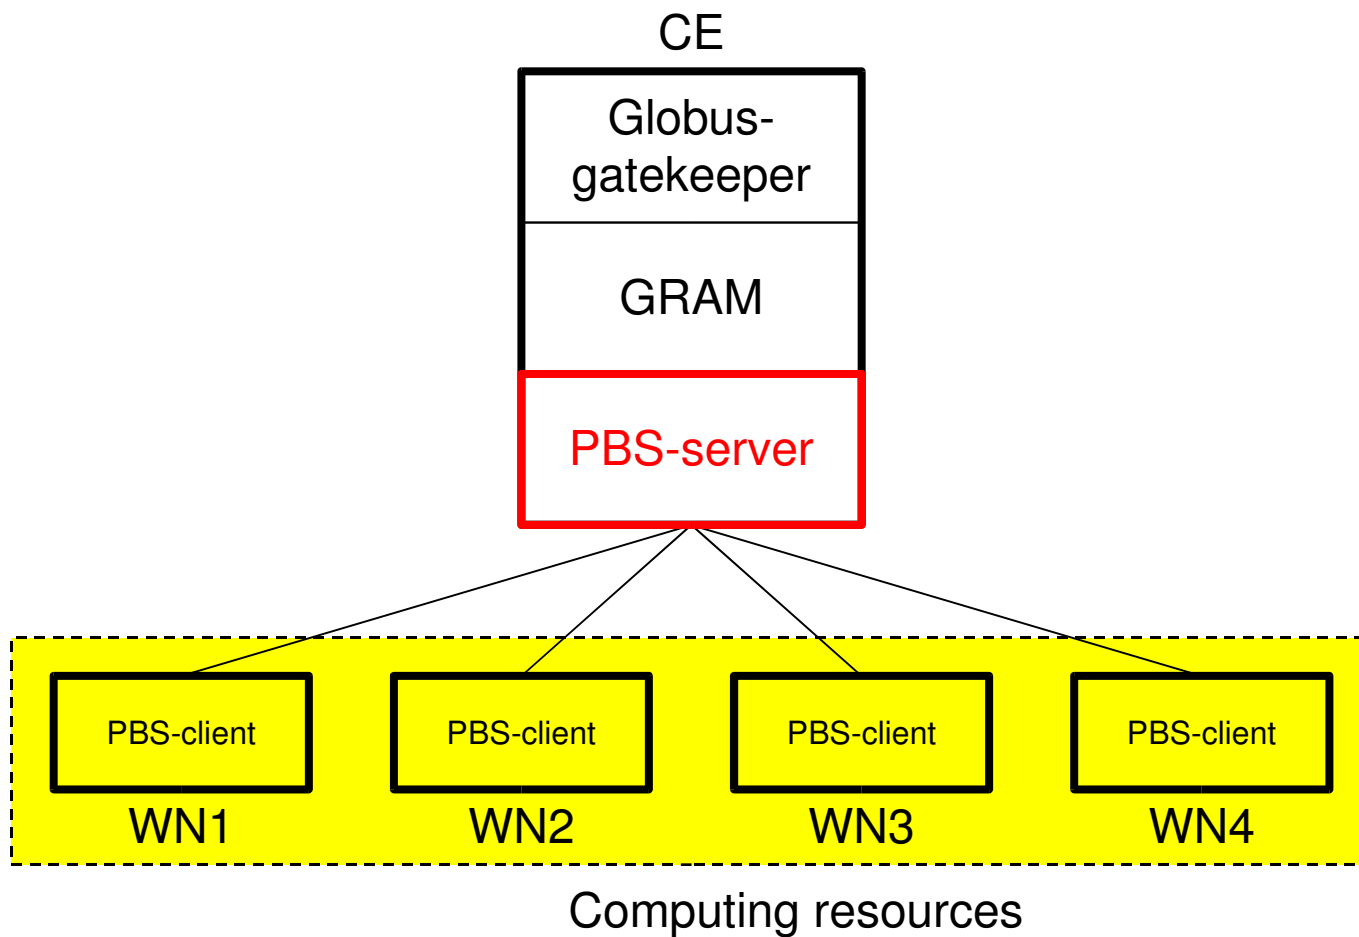 CE
Globus-
gatekeeper
GRAM
PBS-server
PBS-client
PBS-client
PBS-client
PBS-client
WN1
WN2
WN3
WN4
Computing resources